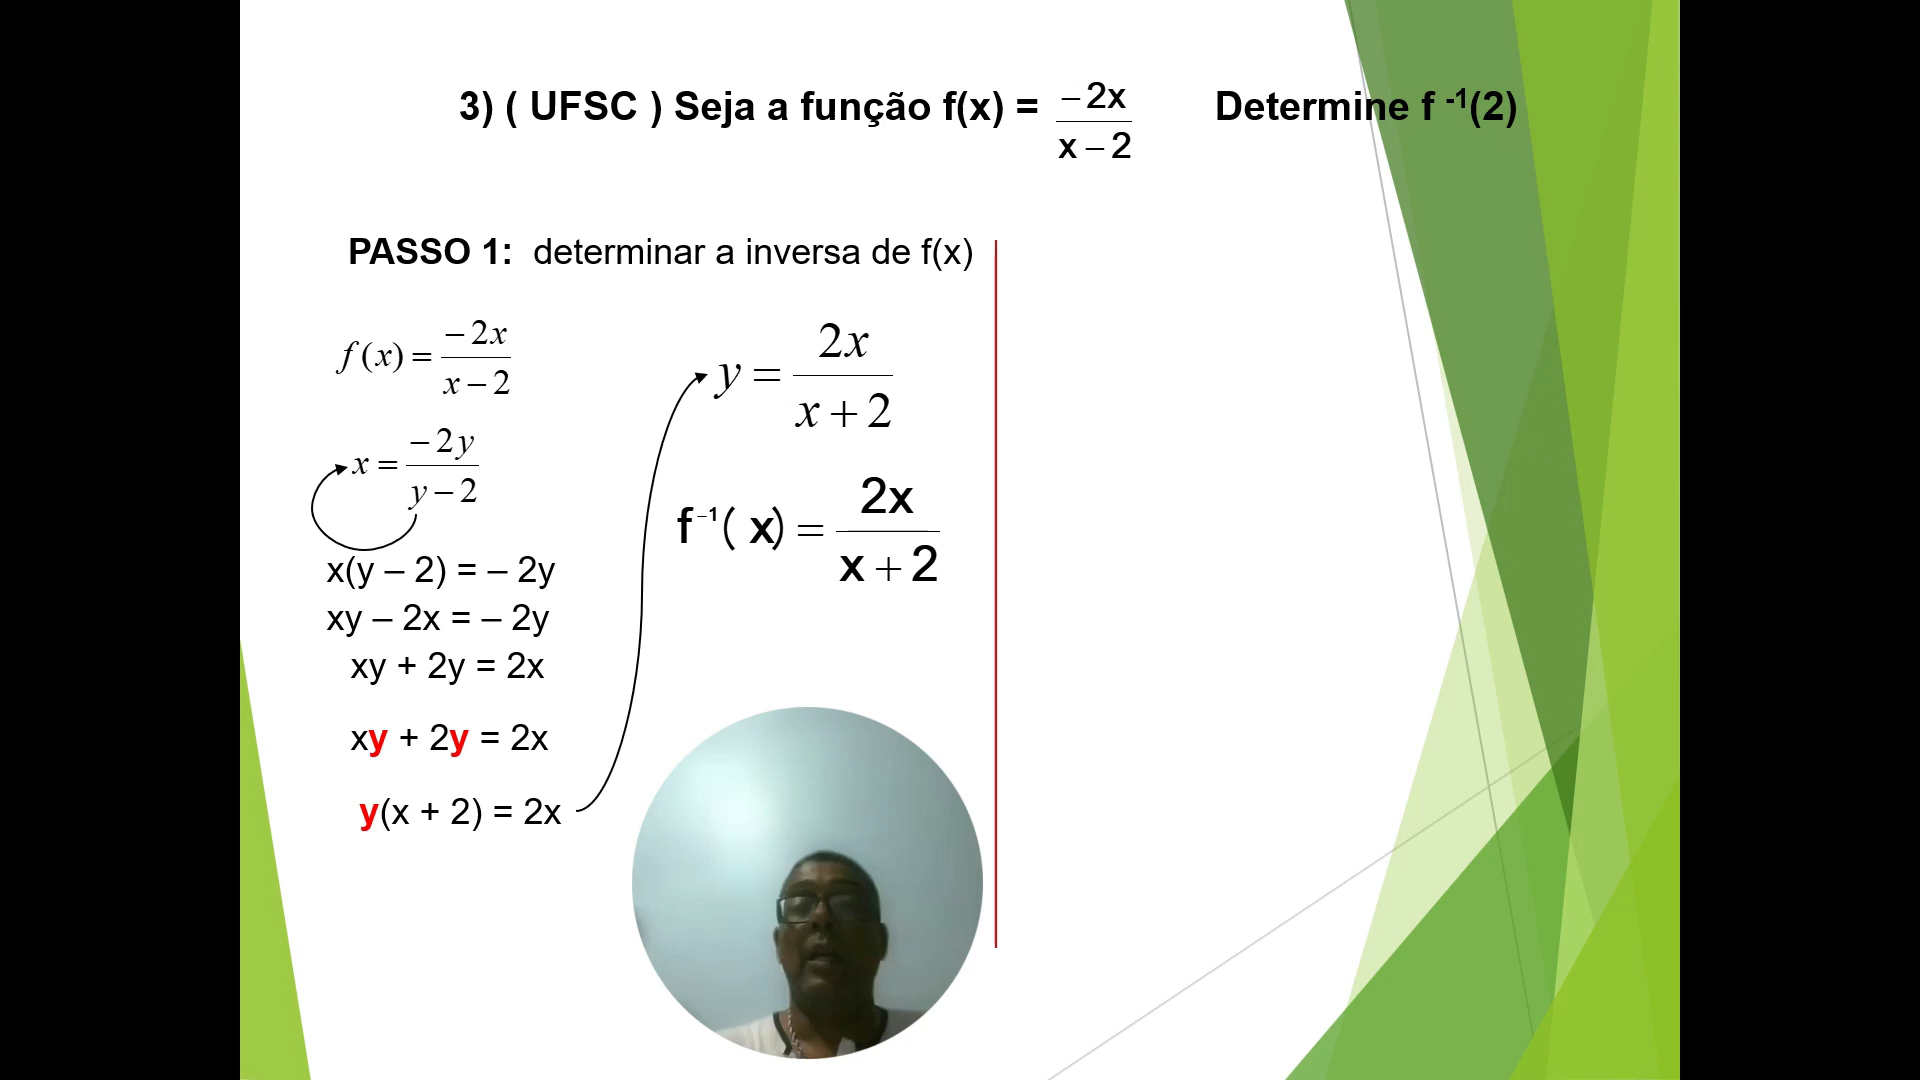 3) ( UFSC ) Seja a função f(x) = −2x / x − 2 Determine f -1(2)
PASSO 1: determinar a inversa de f(x)
f(x) = −2x / x − 2
x = −2y / y − 2
x(y – 2) = – 2y
xy – 2x = – 2y
xy + 2y = 2x
xy + 2y = 2x
y(x + 2) = 2x
y = 2x / x + 2
f −1( x) = 2x / x + 2